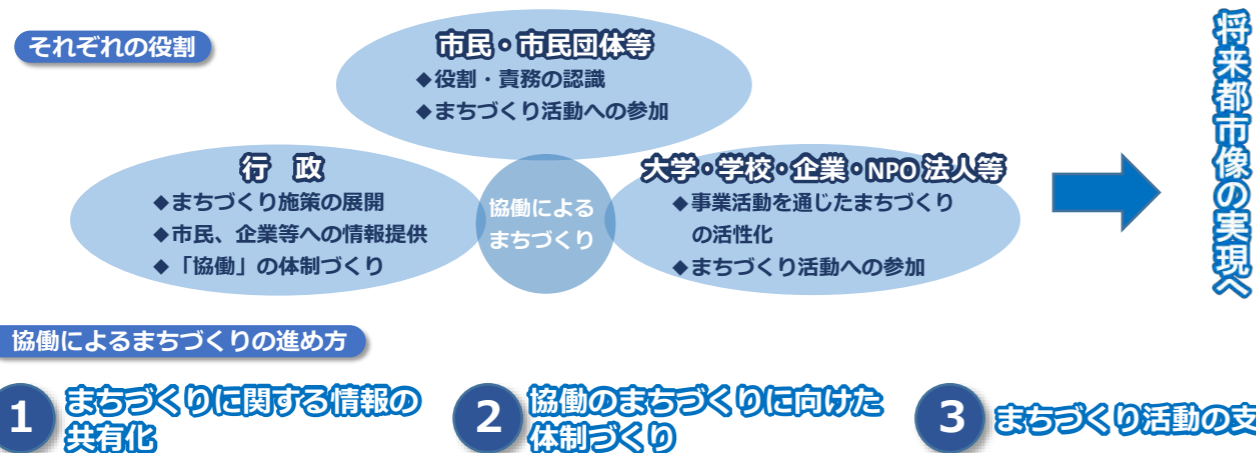 それぞれの役割
市民・市民団体等
◆役割・責務の認識
◆まちづくり活動への参加
行 政
◆まちづくり施策の展開
◆市民、企業等への情報提供
◆「協働」の体制づくり
協働による
まちづくり
大学・学校・企業・NPO法人等
◆事業活動を通じたまちづくり
の活性化
◆まちづくり活動への参加
将来都市像の実現へ
協働によるまちづくりの進め方
1 まちづくりに関する情報の
共有化
2 協働のまちづくりに向けた
体制づくり
3 まちづくり活動の支